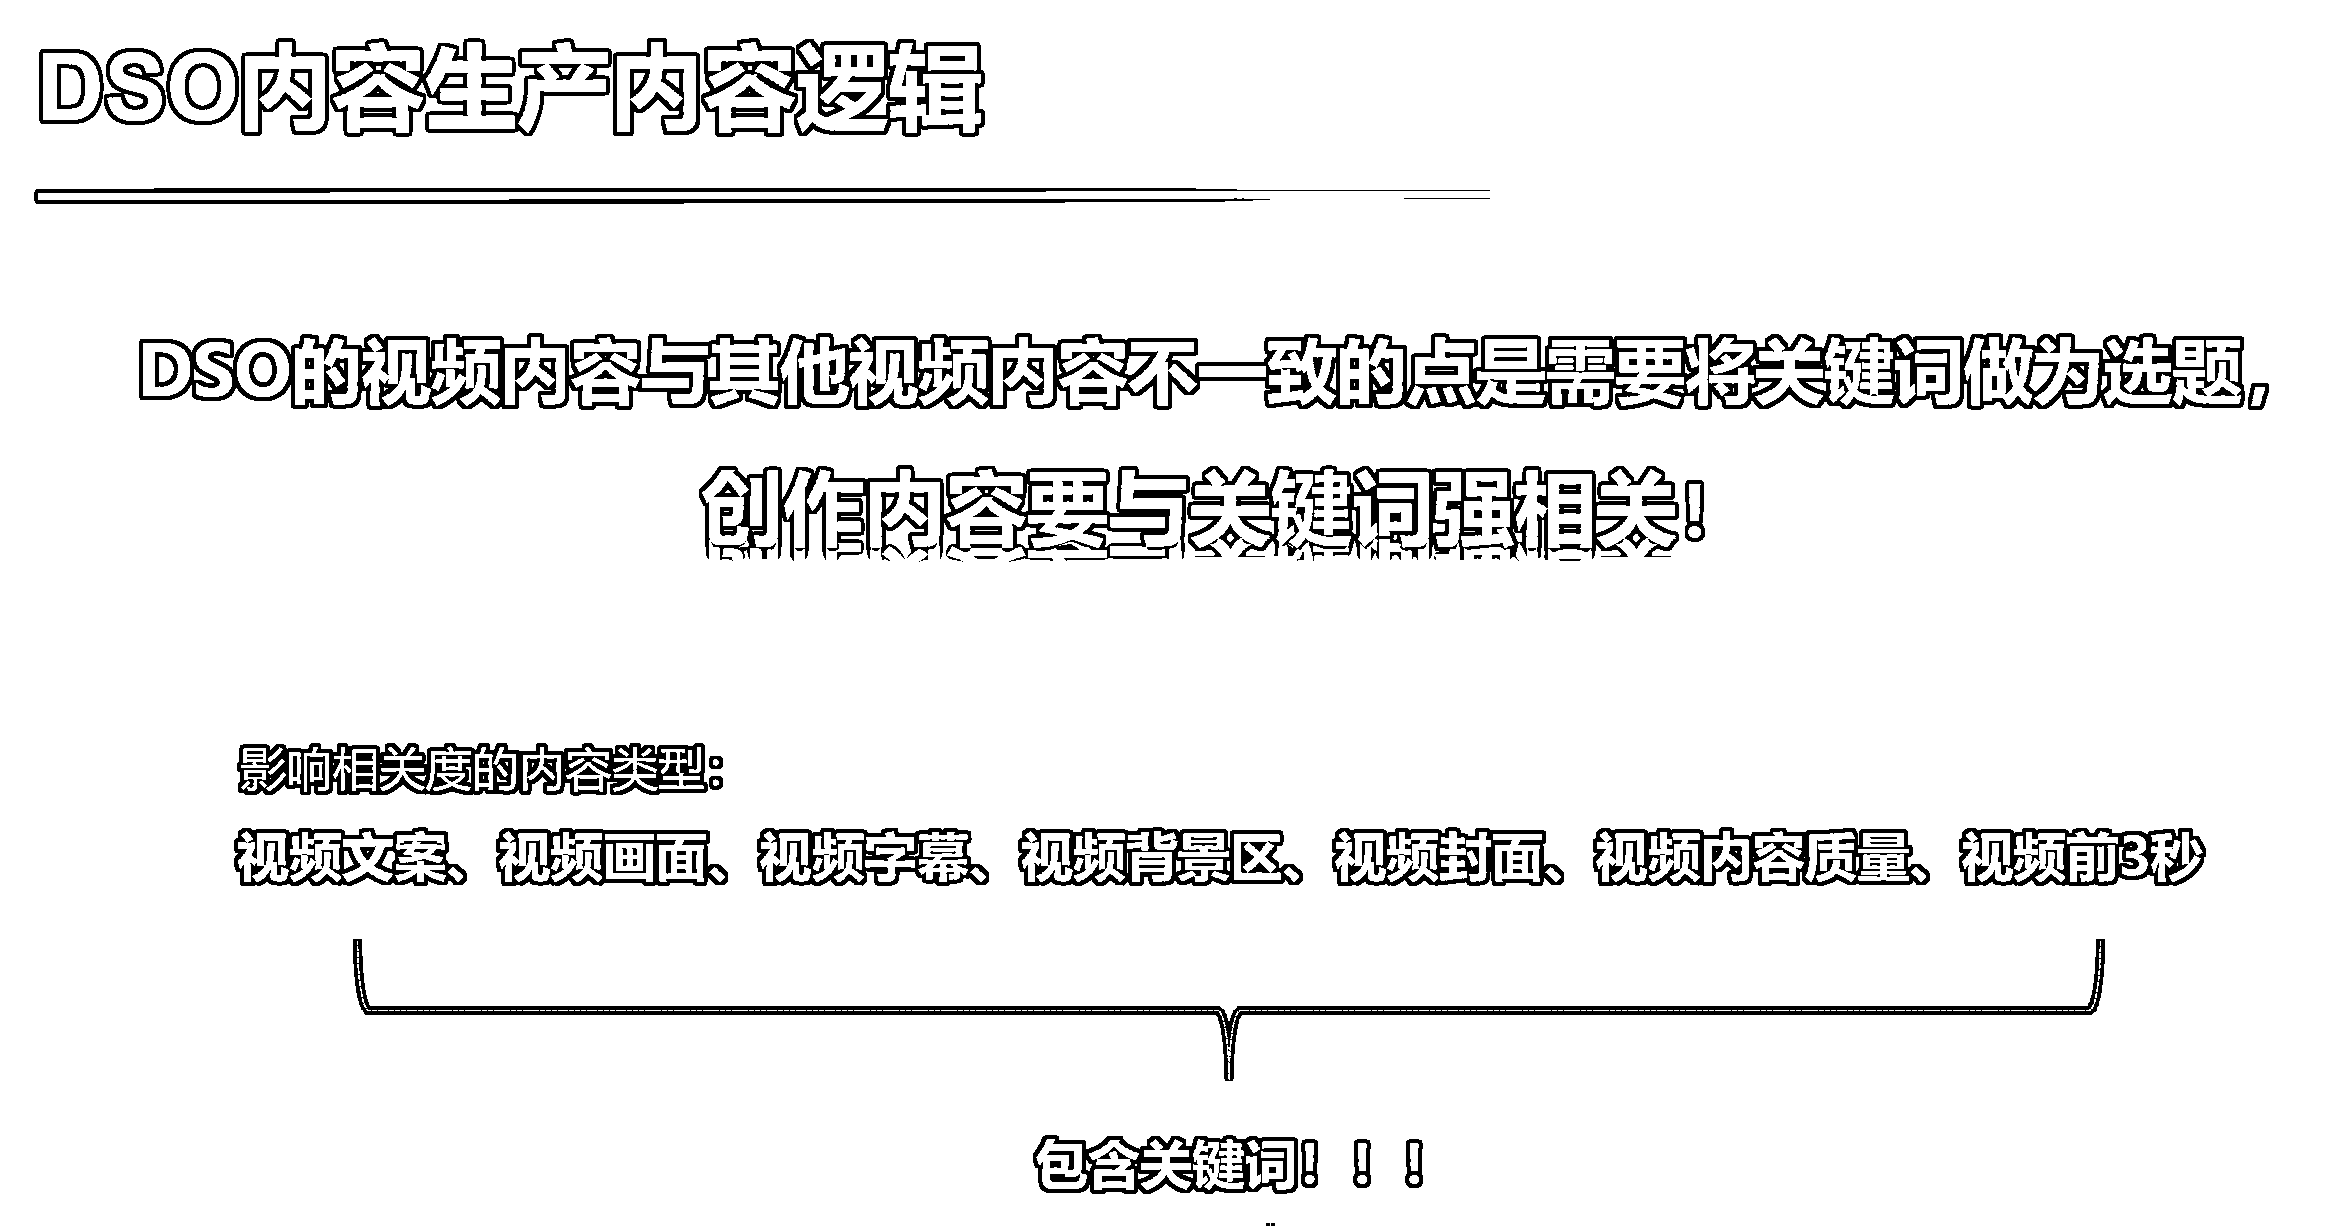 DSO内容生产内容逻辑
DSO的视频内容与其他视频内容不一致的点是需要将关键词做为选题，
创作内容要与关键词强相关！
影响相关度的内容类型：
视频文案、视频画面、视频字幕、视频背景区、视频封面、视频内容质量、视频前3秒
包含关键词！！！